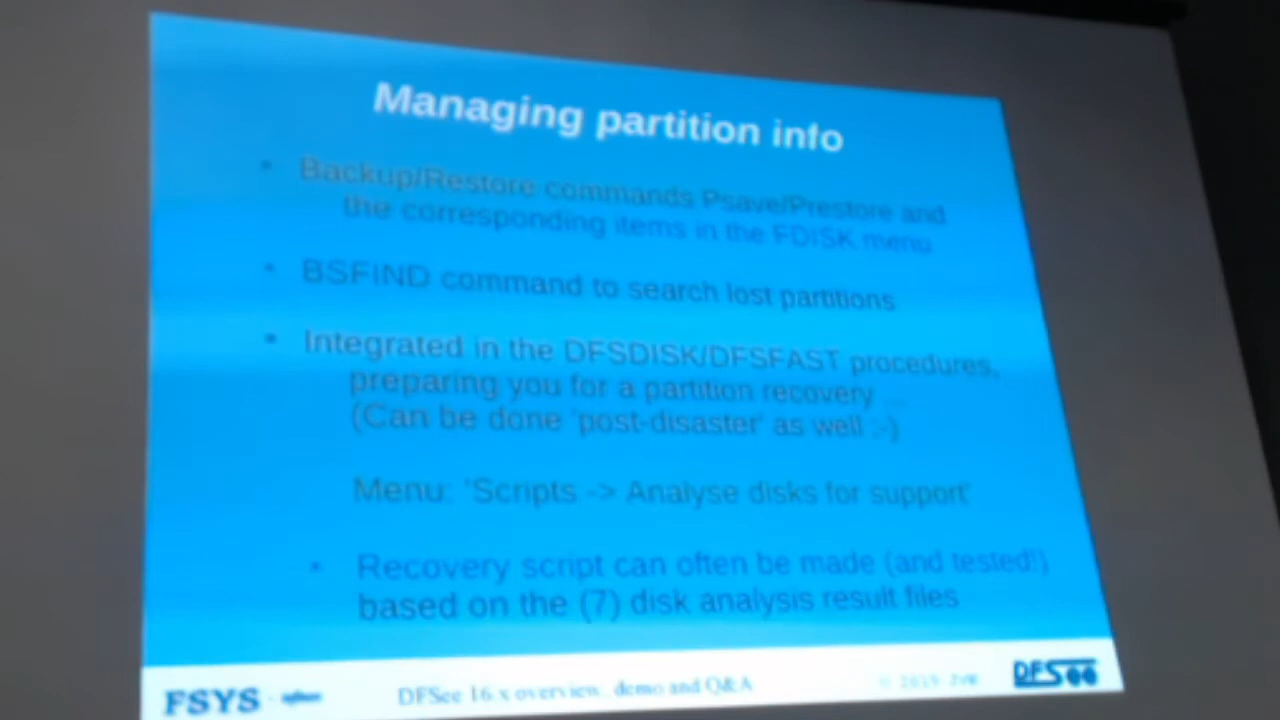 Managing partition info
• Backup/Restore commands Psave/Prestore and
the corresponding items in the FDISK menu
• BSFIND command to search lost partitions
• Integrated in the DFSDISK/DFSFAST procedures,
preparing you for a partition recovery ...
(Can be done 'post-disaster' as well :-)
Menu: 'Scripts -> Analyse disks for support'
• Recovery script can often be made (and tested!)
based on the (7) disk analysis result files
FSYS -
DFSee 16.x overview, demo and Q&A
© 2019 JvW
DFSee